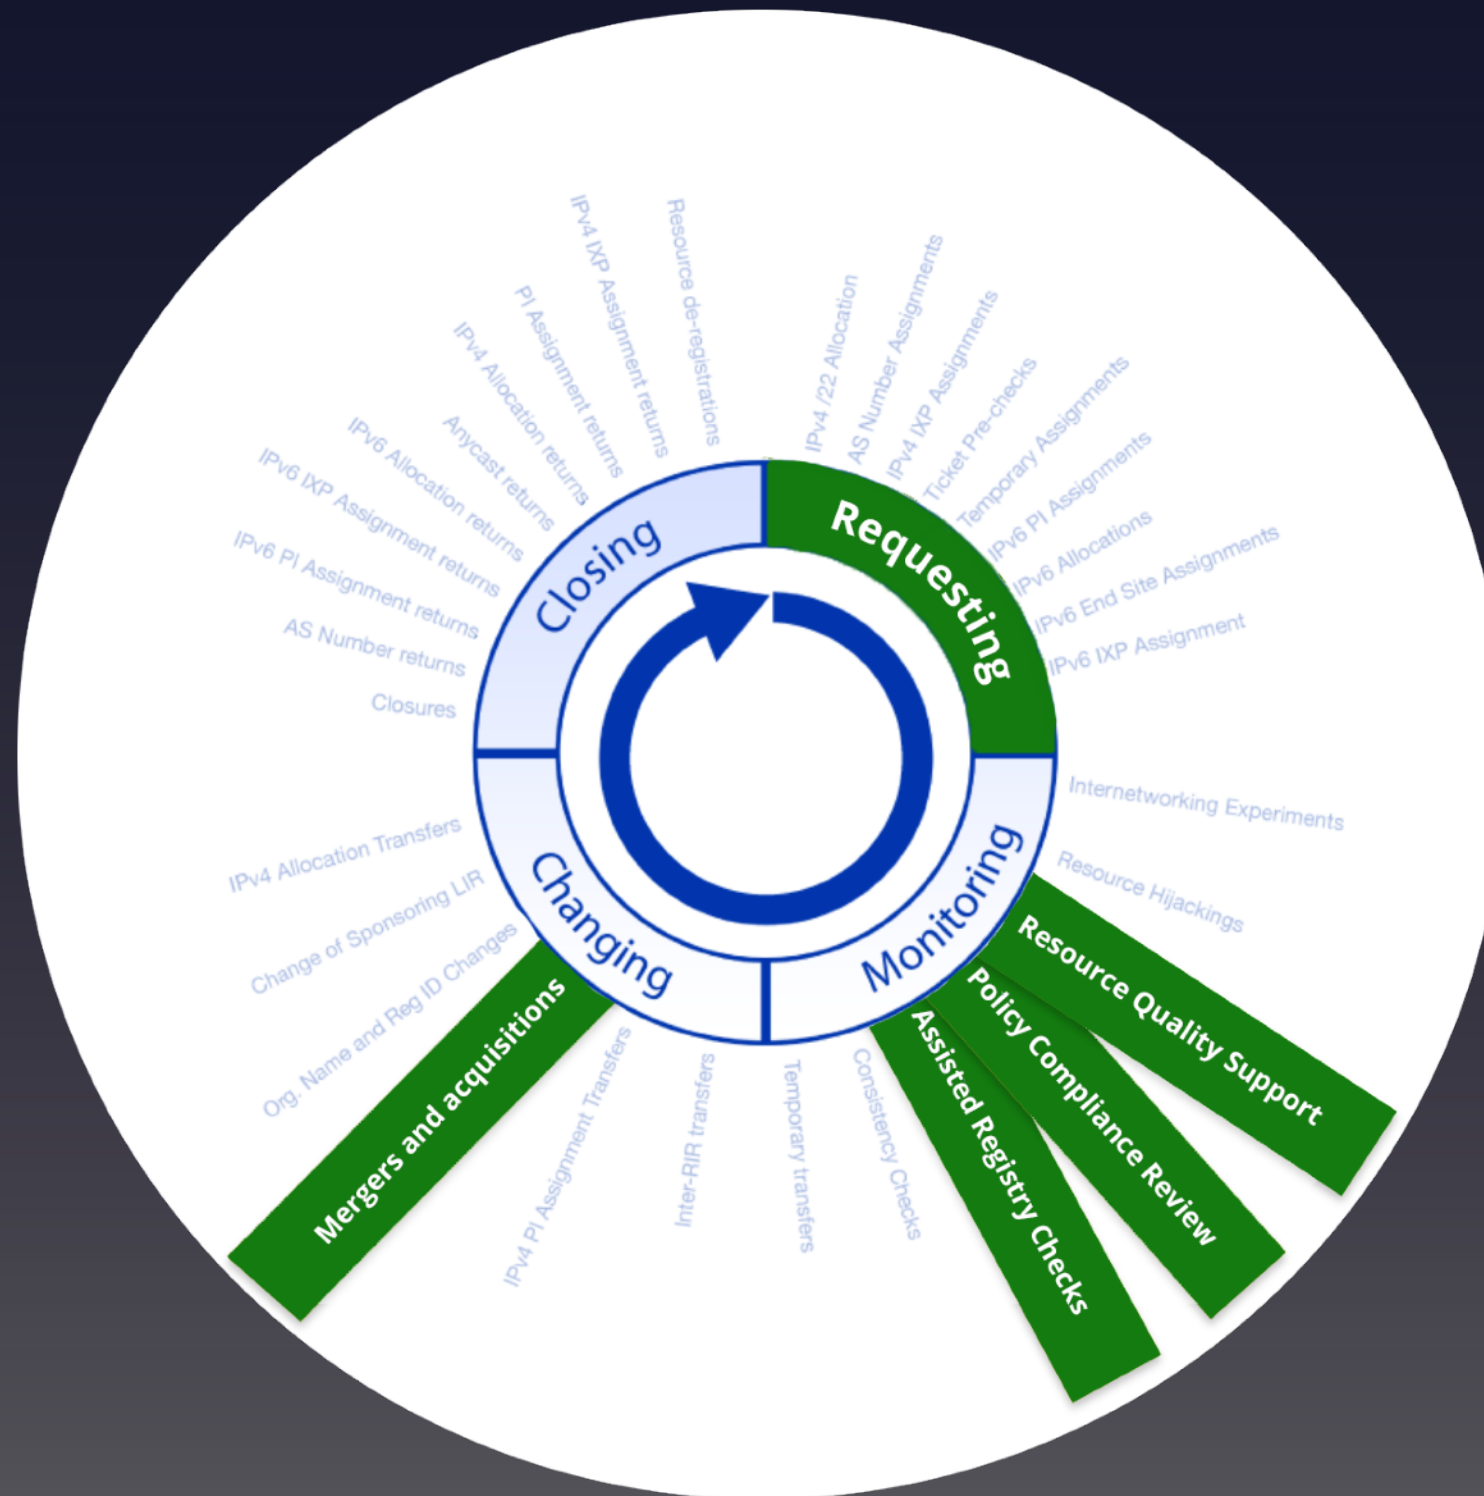 Requesting
IPv4 /22 Allocation
AS Number Assignments
IPv4 IXP Assignments
Ticket Pre-checks
Temporary Assignments
IPv6 PI Assignments
IPv6 Allocations
IPv6 End Site Assignments
IPv6 IXP Assignment
Monitoring
Internetworking Experiments
Resource Hijackings
Resource Quality Support
Policy Compliance Review
Assisted Registry Checks
Consistency Checks
Temporary transfers
Changing
Inter-RIR transfers
IPv4 PI Assignment Transfers
Mergers and acquisitions
Org. Name and Reg ID Changes
Change of Sponsoring LIR
IPv4 Allocation Transfers
Closing
Closures
AS Number returns
IPv6 PI Assignment returns
IPv6 IXP Assignment returns
IPv6 Allocation returns
Anycast returns
IPv4 Allocation returns
PI Assignment returns
IPv4 IXP Assignment returns
Resource de-registrations